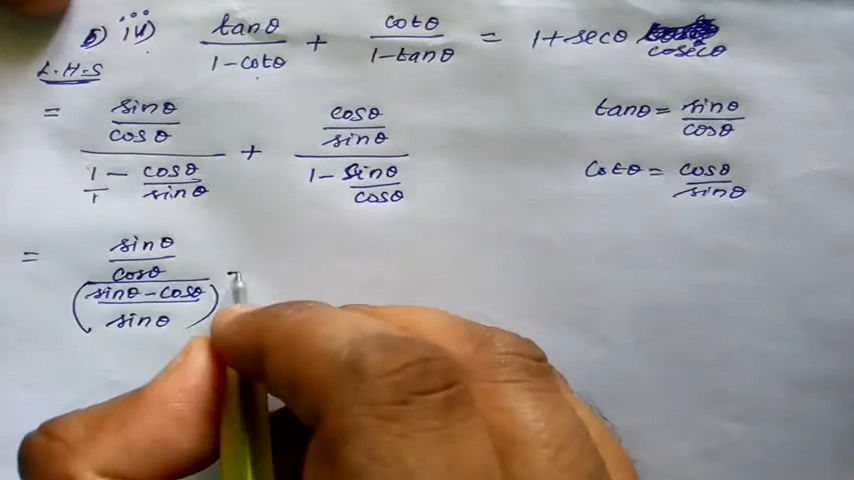 5) iv) tanθ/(1-cotθ) + cotθ/(1-tanθ) = 1+secθ cosecθ
L.H.S
= (sinθ/cosθ)/(1/1 - cosθ/sinθ) + (cosθ/sinθ)/(1 - sinθ/cosθ)
tanθ = sinθ/cosθ
Cotθ = cosθ/sinθ
= (sinθ/cosθ)/((sinθ-cosθ)/sinθ)